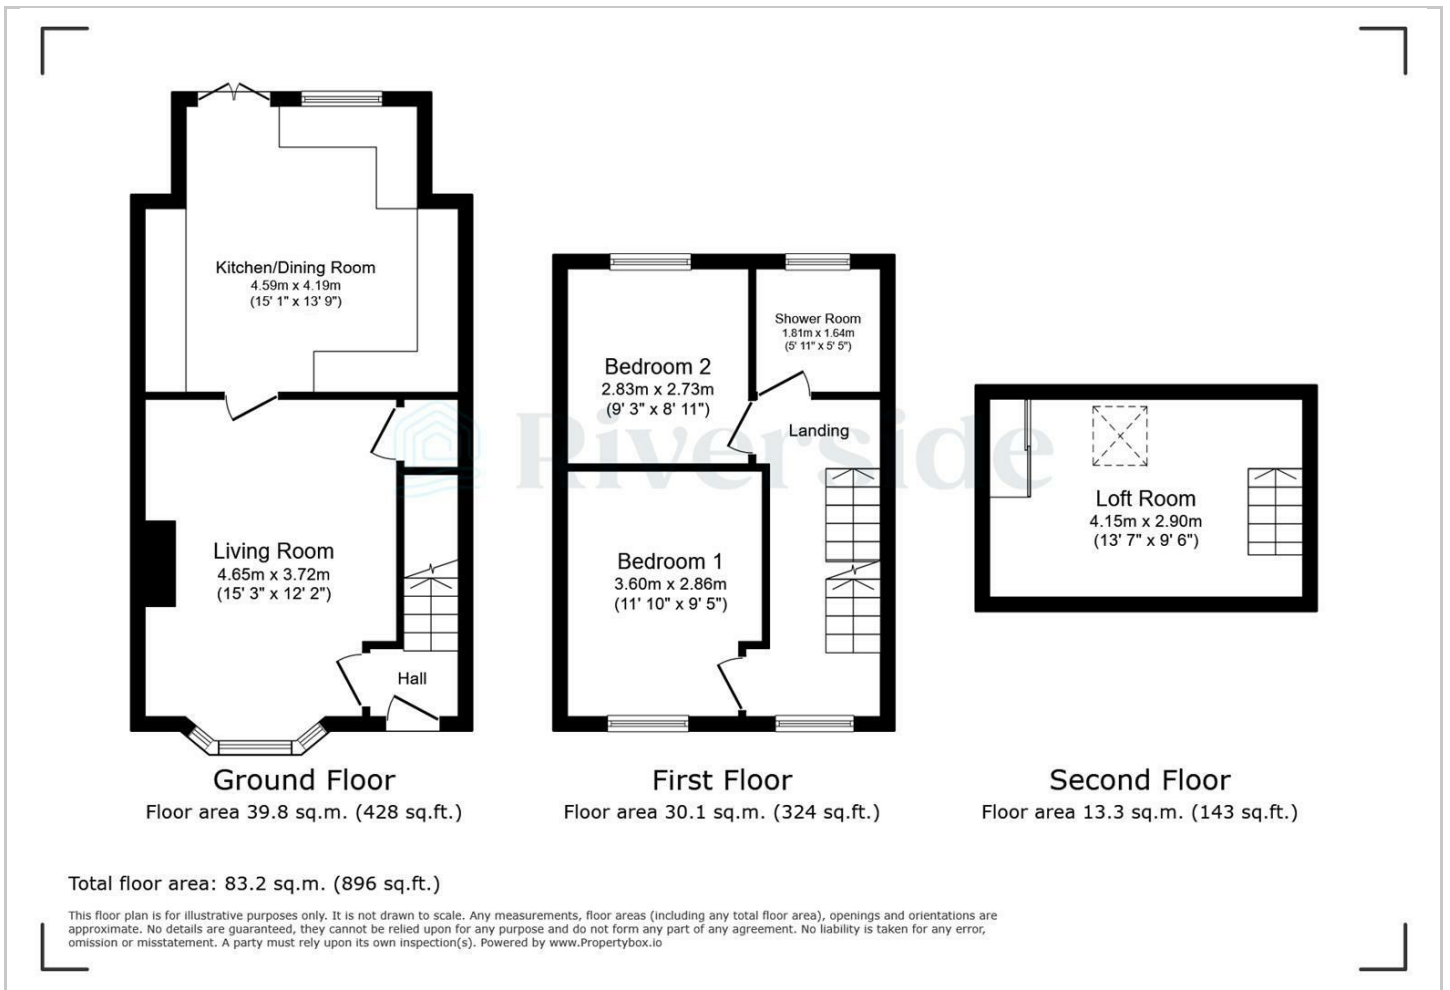 Kitchen/Dining Room
4.59m x 4.19m
(15' 1" x 13' 9")
Living Room
4.65m x 3.72m
(15' 3" x 12' 2")
Hall
Ground Floor
Floor area 39.8 sq.m. (428 sq.ft.)
Bedroom 2
2.83m x 2.73m
(9' 3" x 8' 11")
Shower Room
1.81m x 1.64m
(5' 11" x 5' 5")
Landing
Bedroom 1
3.60m x 2.86m
(11' 10" x 9' 5")
First Floor
Floor area 30.1 sq.m. (324 sq.ft.)
Loft Room
4.15m x 2.90m
(13' 7" x 9' 6")
Second Floor
Floor area 13.3 sq.m. (143 sq.ft.)
Riverside
Total floor area: 83.2 sq.m. (896 sq.ft.)
This floor plan is for illustrative purposes only. It is not drawn to scale. Any measurements, floor areas (including any total floor area), openings and orientations are
approximate. No details are guaranteed, they cannot be relied upon for any purpose and do not form any part of any agreement. No liability is taken for any error,
omission or misstatement. A party must rely upon its own inspection(s). Powered by www.Propertybox.io